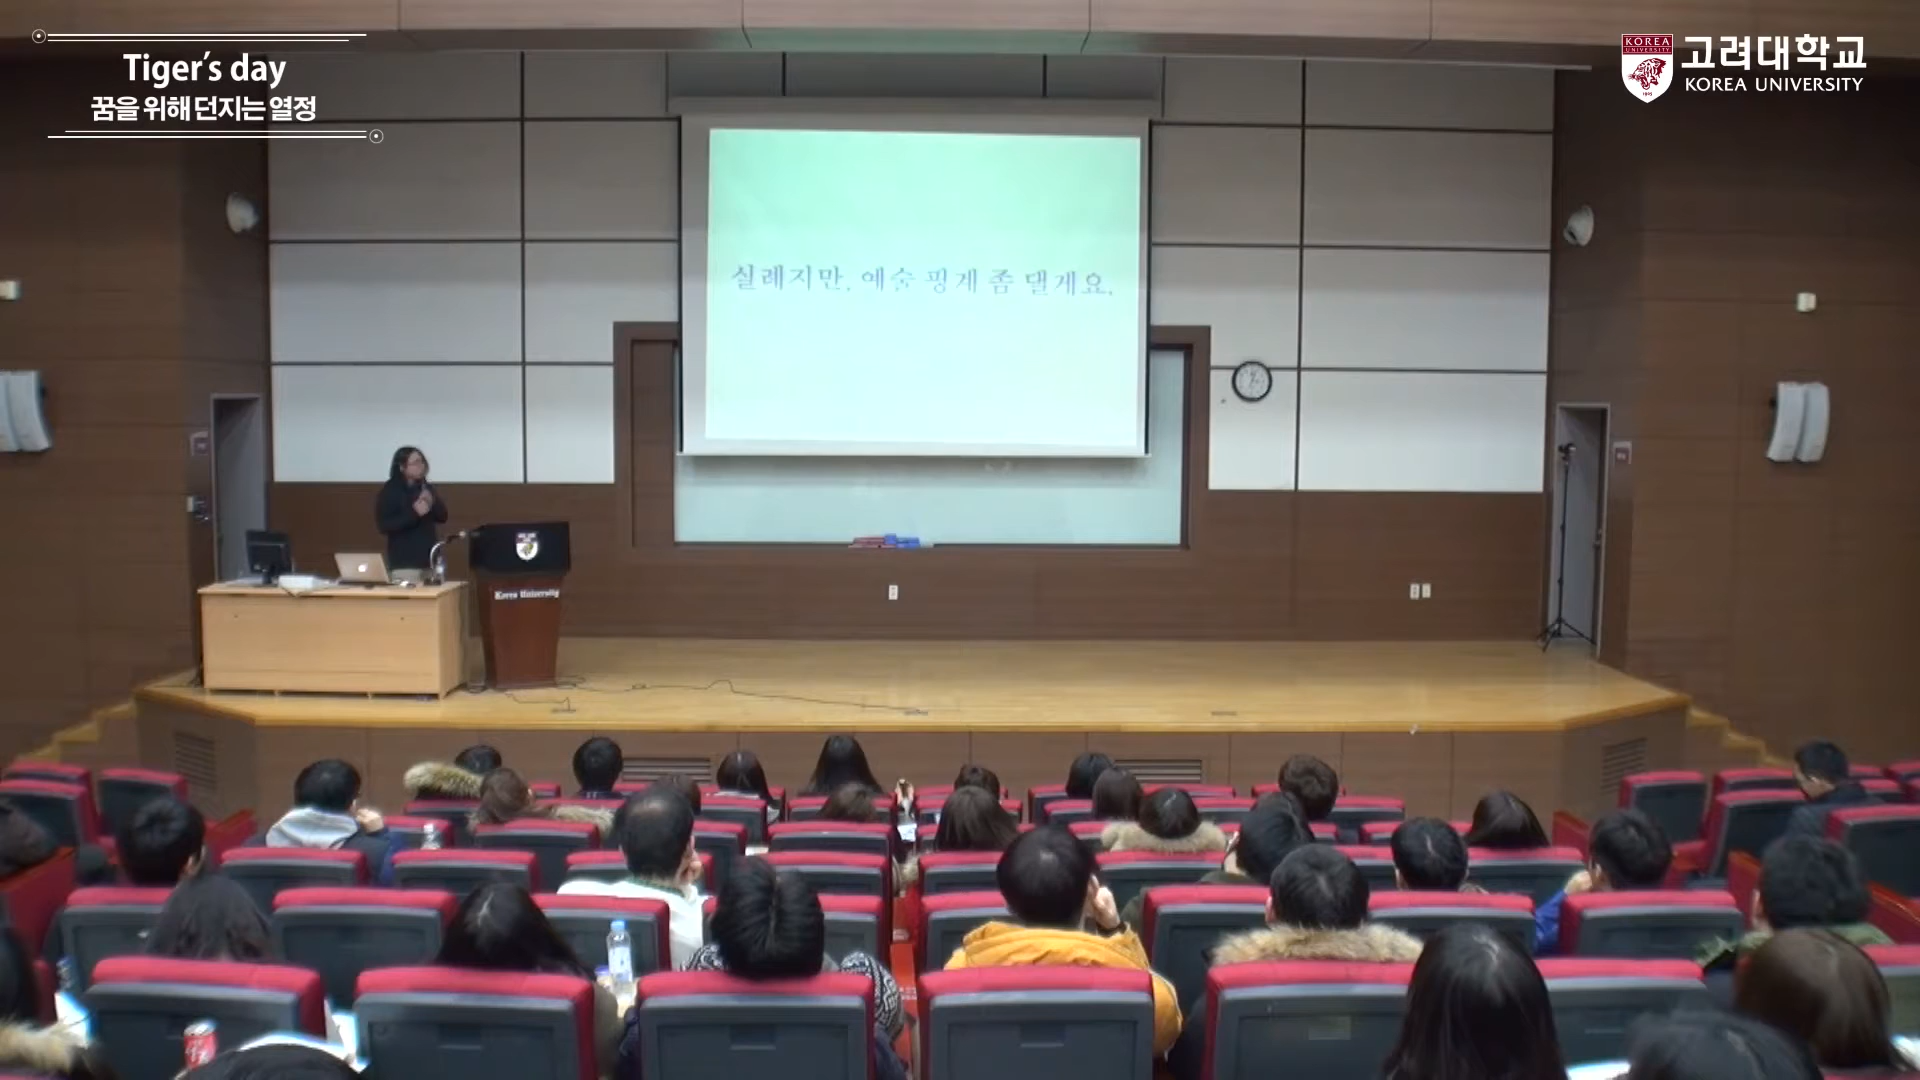 Tiger's day
꿈을 위해 던지는 열정
KOREA
UNIVERSITY
1905
고려대학교
KOREA UNIVERSITY
실례지만, 예술 핑계 좀 댈게요.
Korea University